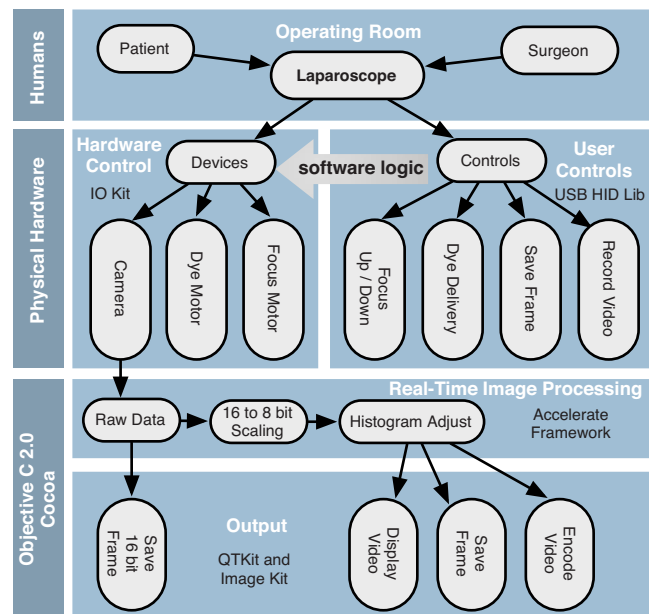 Humans
Operating Room
Patient
Surgeon
Laparoscope
Physical Hardware
Hardware
Control
IO Kit
Devices
software logic
Controls
User
Controls
USB HID Lib
Camera
Dye Motor
Focus Motor
Focus
Up / Down
Dye Delivery
Save Frame
Record Video
Objective C 2.0
Cocoa
Real-Time Image Processing
Raw Data
16 to 8 bit
Scaling
Histogram Adjust
Accelerate
Framework
Save
16 bit
Frame
Output
QTKit and
Image Kit
Display
Video
Save
Frame
Encode
Video